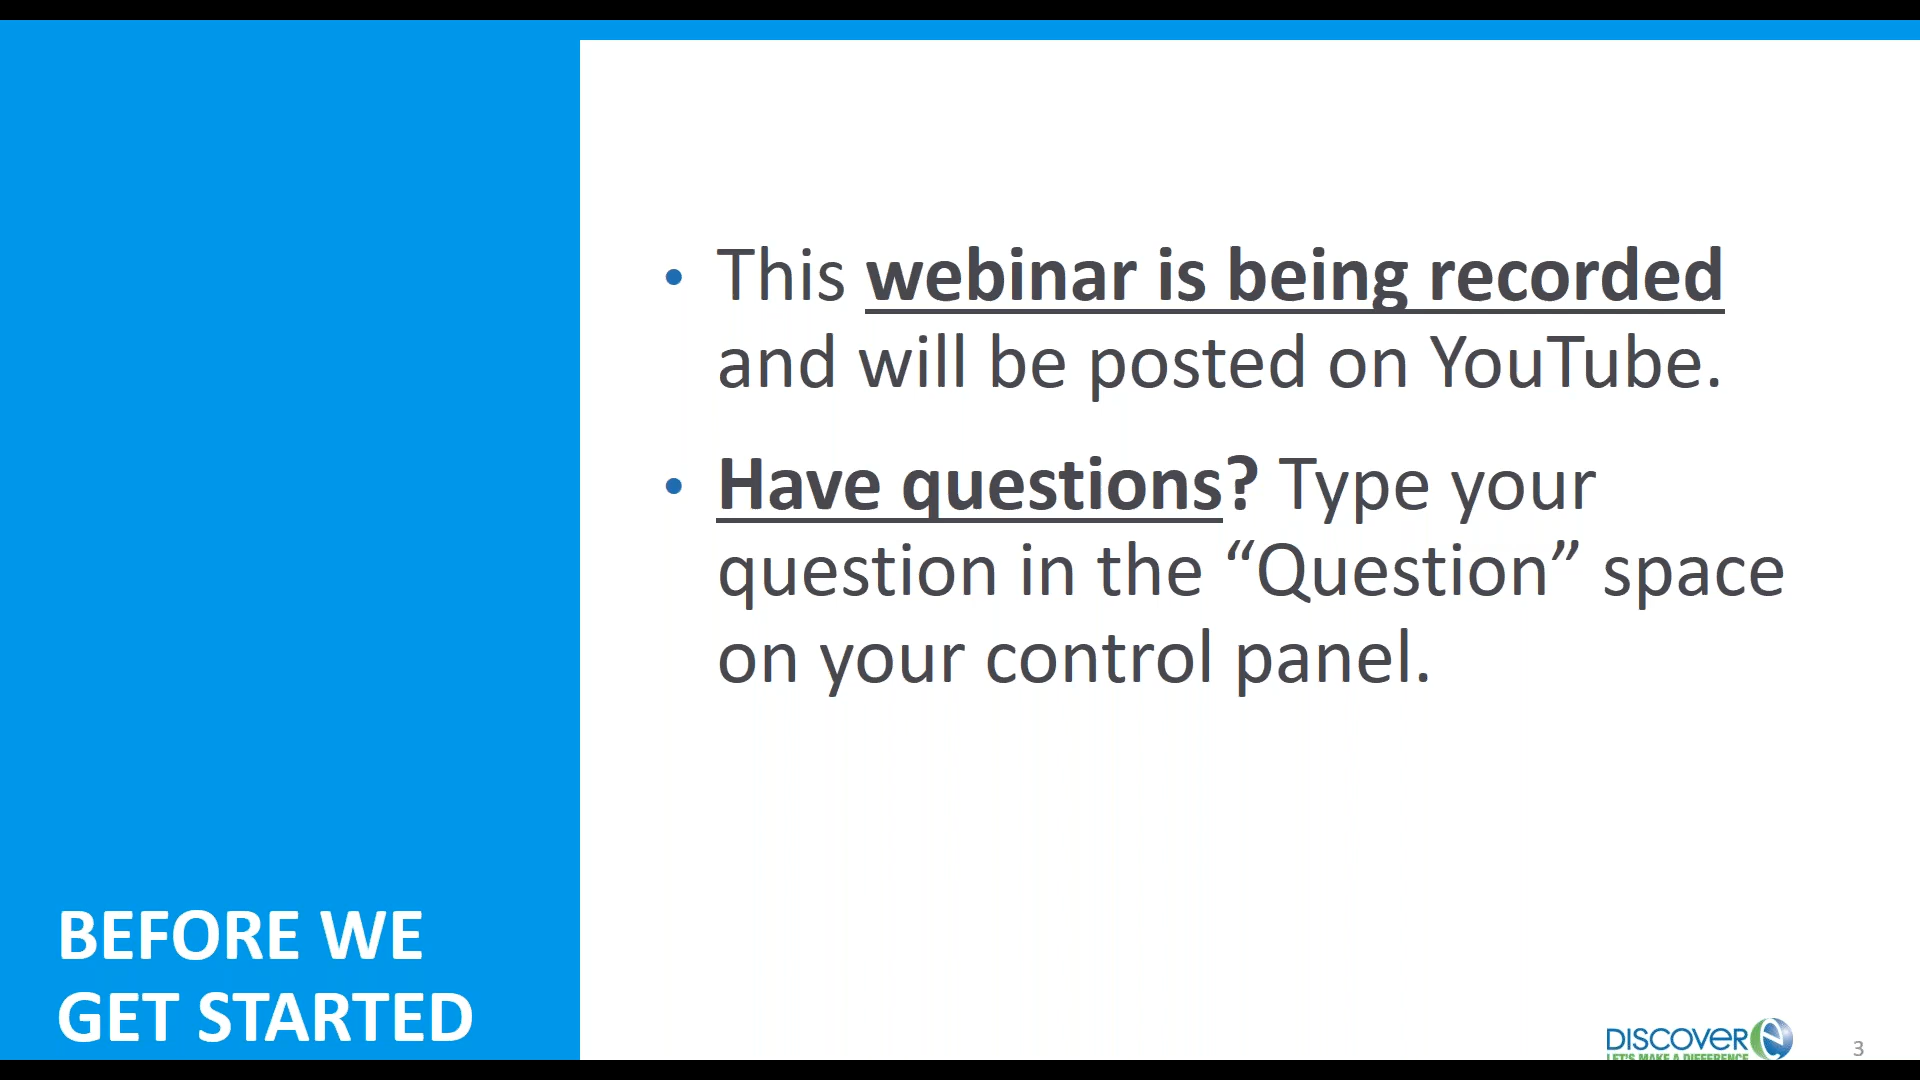 • This webinar is being recorded
and will be posted on YouTube.
• Have questions? Type your
question in the “Question” space
on your control panel.
BEFORE WE
GET STARTED
DISCOVERe
LET'S MAKE A DIFFERENCE
3